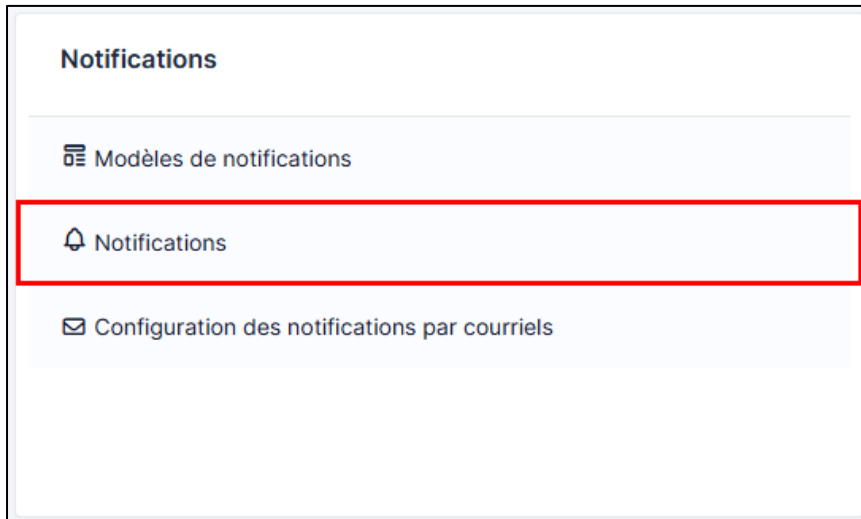 Notifications
Modèles de notifications
Notifications
Configuration des notifications par courriels